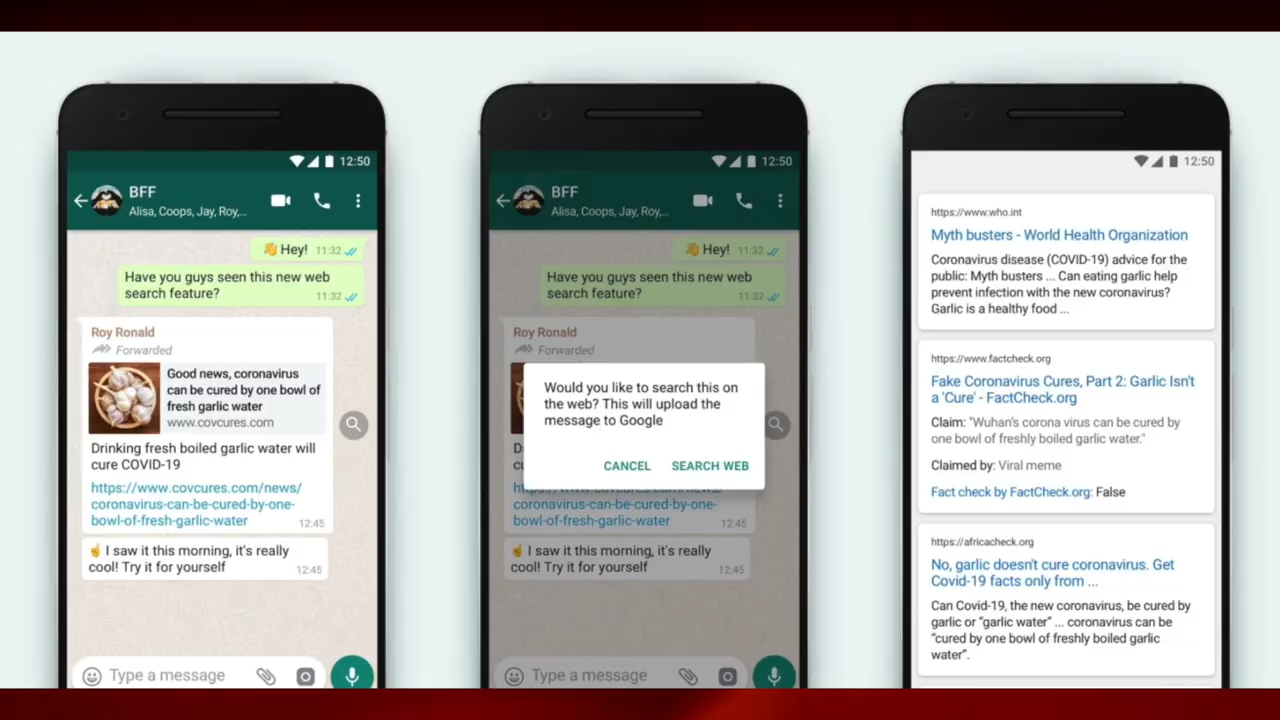 12:50
BFF
Alisa, Coops, Jay, Roy,...
👋 Hey! 11:32
Have you guys seen this new web
search feature?
11:32
Roy Ronald
Forwarded
Good news, coronavirus
can be cured by one bowl of
fresh garlic water
www.covcures.com
Drinking fresh boiled garlic water will
cure COVID-19
https://www.covcures.com/news/
coronavirus-can-be-cured-by-one-
bowl-of-fresh-garlic-water
12:45
☝ I saw it this morning, it's really
cool! Try it for yourself
12:45
Type a message
12:50
BFF
Alisa, Coops, Jay, Roy,...
👋 Hey! 11:32
Have you guys seen this new web
search feature?
11:32
Roy Ronald
Forwarded
Would you like to search this on
the web? This will upload the
message to Google
CANCEL SEARCH WEB
https://www.covcures.com/news/
coronavirus-can-be-cured-by-one-
bowl-of-fresh-garlic-water
12:45
☝ I saw it this morning, it's really
cool! Try it for yourself
12:45
Type a message
12:50
https://www.who.int
Myth busters - World Health Organization
Coronavirus disease (COVID-19) advice for the
public: Myth busters ... Can eating garlic help
prevent infection with the new coronavirus?
Garlic is a healthy food ...
https://www.factcheck.org
Fake Coronavirus Cures, Part 2: Garlic Isn't
a 'Cure' - FactCheck.org
Claim: "Wuhan's corona virus can be cured by
one bowl of freshly boiled garlic water."
Claimed by: Viral meme
Fact check by FactCheck.org: False
https://africacheck.org
No, garlic doesn't cure coronavirus. Get
Covid-19 facts only from ...
Can Covid-19, the new coronavirus, be cured by
garlic or “garlic water” ... coronavirus can be
“cured by one bowl of freshly boiled garlic
water”.